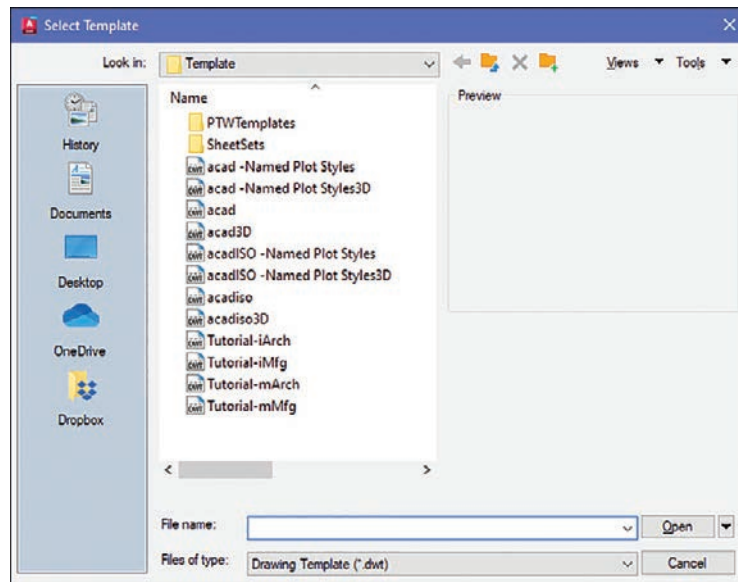 Select Template
Look in: Template Views Tools
Name
Preview
PTWTemplates
SheetSets
acad -Named Plot Styles
acad -Named Plot Styles3D
acad
acad3D
acadISO -Named Plot Styles
acadISO -Named Plot Styles3D
acadiso
acadiso3D
Tutorial-iArch
Tutorial-iMfg
Tutorial-mArch
Tutorial-mMfg
History
Documents
Desktop
OneDrive
Dropbox
File name: Open
Files of type: Drawing Template (*.dwt) Cancel